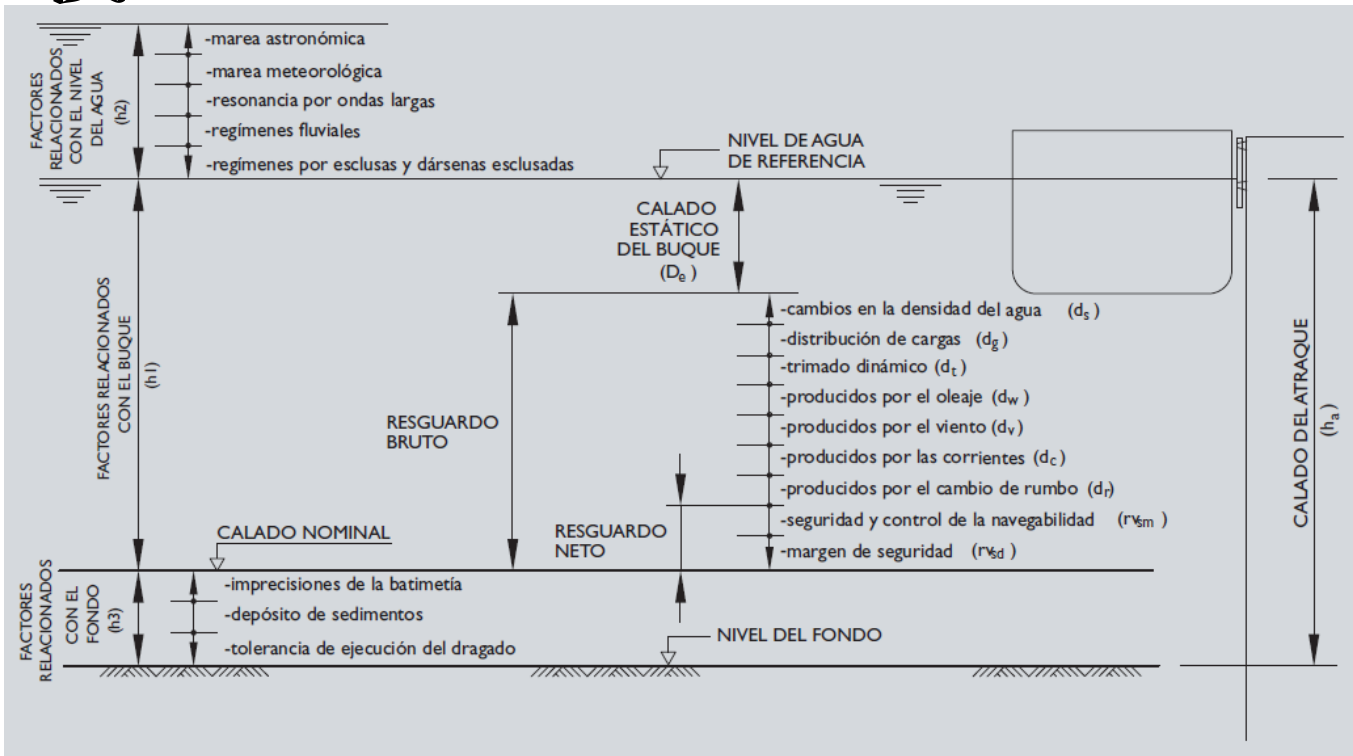 FACTORES
RELACIONADOS
CON EL NIVEL
DEL AGUA
(h2)
-marea astronómica
-marea meteorológica
-resonancia por ondas largas
-regímenes fluviales
-regímenes por esclusas y dársenas esclusadas
NIVEL DE AGUA
DE REFERENCIA
FACTORES RELACIONADOS
CON EL BUQUE
(h1)
CALADO
ESTÁTICO
DEL BUQUE
(De)
RESGUARDO
BRUTO
-cambios en la densidad del agua (ds)
-distribución de cargas (dg)
-trimado dinámico (dt)
-producidos por el oleaje (dw)
-producidos por el viento (dv)
-producidos por las corrientes (dc)
-producidos por el cambio de rumbo (dr)
-seguridad y control de la navegabilidad (rvsm)
-margen de seguridad (rvsd)
RESGUARDO
NETO
CALADO DEL ATRAQUE
(ha)
CALADO NOMINAL
FACTORES
RELACIONADOS
CON EL
FONDO
(h3)
-imprecisiones de la batimetía
-depósito de sedimentos
-tolerancia de ejecución del dragado
NIVEL DEL FONDO